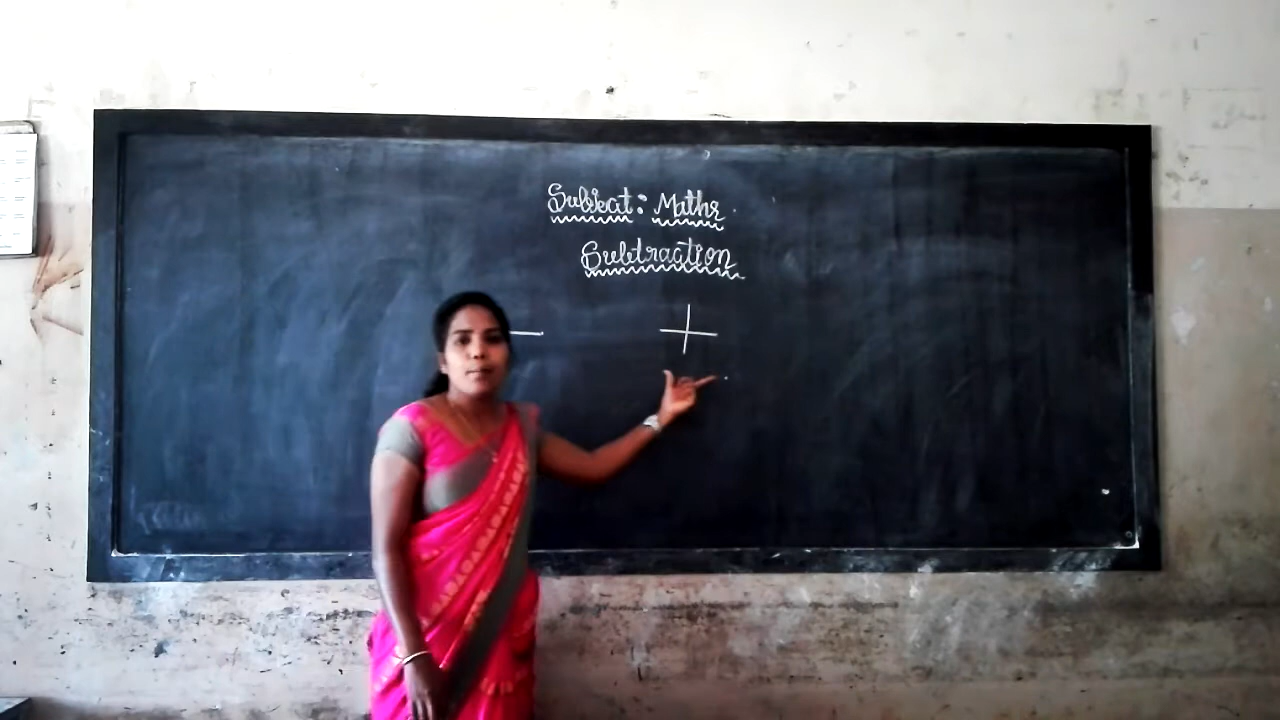 Subject: Maths
Subtraction
— +